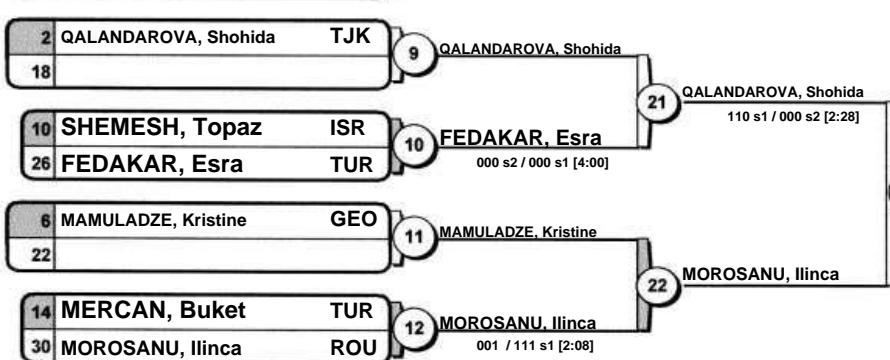 2 QALANDAROVA, Shohida TJK
18
9 QALANDAROVA, Shohida
10 SHEMESH, Topaz ISR
26 FEDAKAR, Esra TUR
10 FEDAKAR, Esra
000 s2 / 000 s1 [4:00]
21 QALANDAROVA, Shohida
110 s1 / 000 s2 [2:28]
6 MAMULADZE, Kristine GEO
22
11 MAMULADZE, Kristine
14 MERCAN, Buket TUR
30 MOROSANU, Ilinca ROU
12 MOROSANU, Ilinca
001 / 111 s1 [2:08]
22 MOROSANU, Ilinca